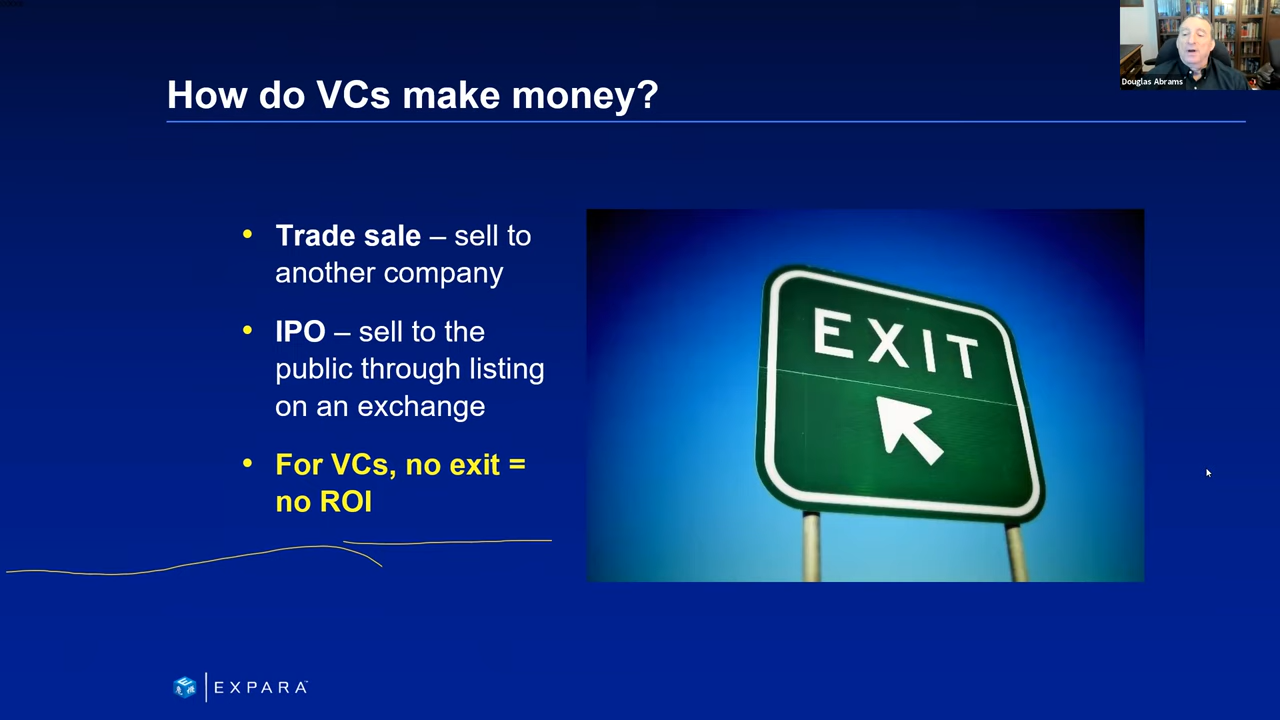 How do VCs make money?
Douglas Abrams
• Trade sale – sell to
another company
• IPO – sell to the
public through listing
on an exchange
• For VCs, no exit =
no ROI
EXIT
EXPARA™